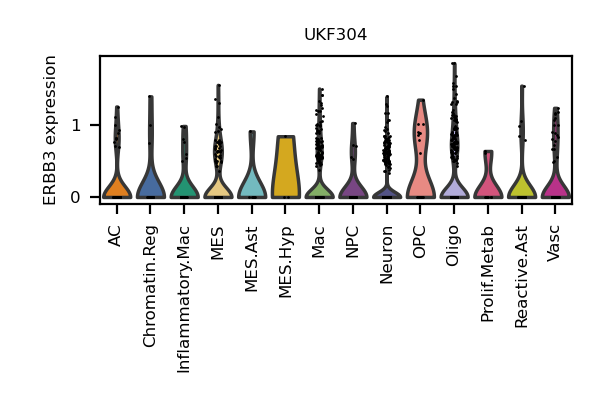 UKF304
ERBB3 expression
1
0
AC
Chromatin.Reg
Inflammatory.Mac
MES
MES.Ast
MES.Hyp
Mac
NPC
Neuron
OPC
Oligo
Prolif.Metab
Reactive.Ast
Vasc